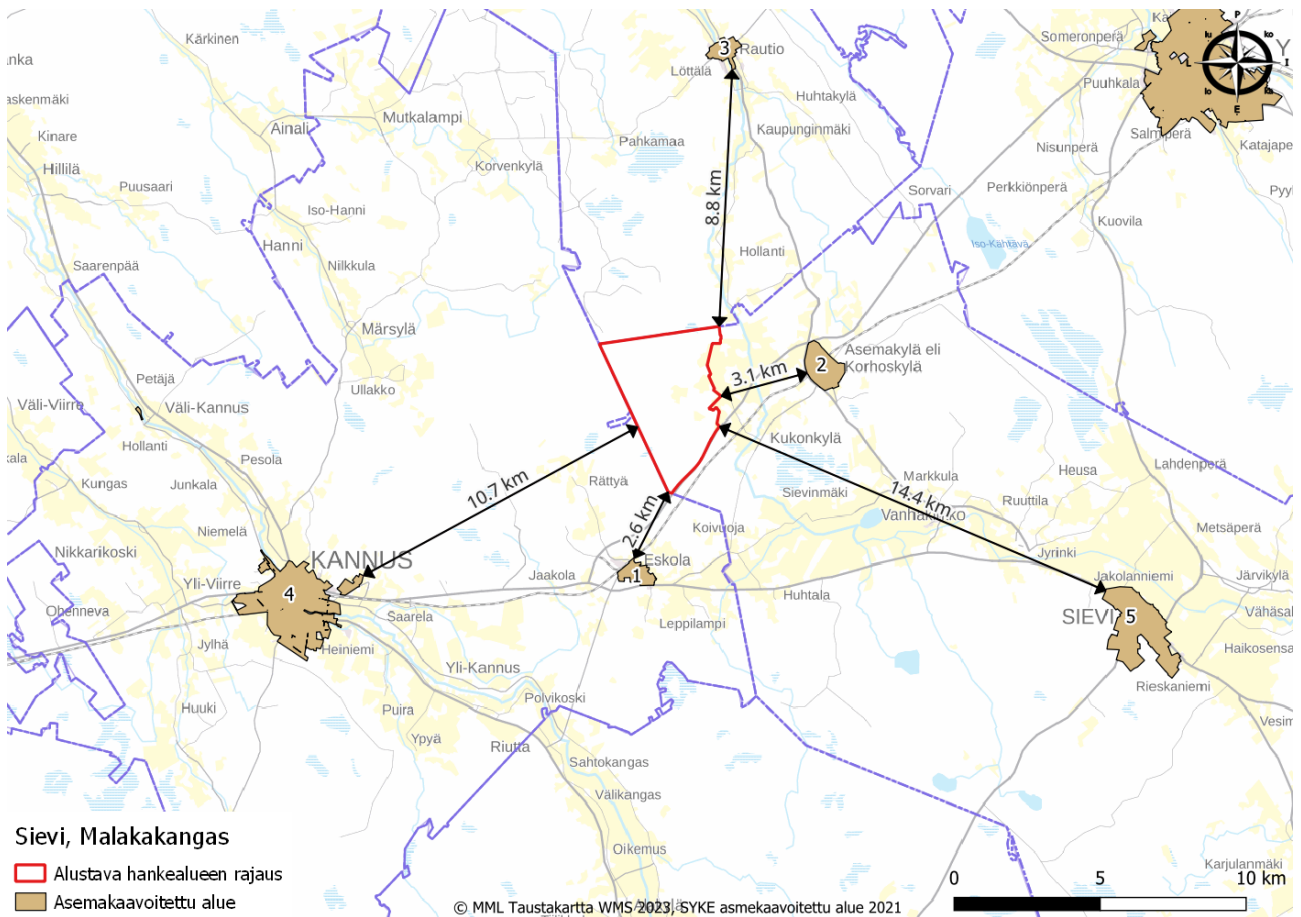 Kärkinen
Rautio
3
Löttälä
Someronperä
Puuhkala
P
ko
I
E
lo
L
lu
anka
askenmäki
Kinare
Hillilä
Puusaari
Ainali
Mutkalampi
Korvenkylä
Pahkamaa
Huhtakylä
Kaupunginmäki
Salmperä
Nisunperä
Katajape
Perkkiönperä
Sorvari
Pyy
Iso-Hanni
Hanni
Nilkkula
Saarenpää
8.8 km
Hollanti
Iso-Kähtävä
Kuovila
Märsylä
Ullakko
3.1 km
2
Asemakylä eli
Korhoskylä
Petäjä
Väli-Viirre
Väli-Kannus
Hollanti
Pesola
kala
Kungas
Junkala
Niemelä
Nikkarikoski
Yli-Viirre
10.7 km
Rättyä
Kukonkylä
Sievinmäki
Markkula
Heusa
Ruuttila
Lahdenperä
14.4 km
Metsäperä
2.6 km
Koivuoja
Jyrinki
KANNUS
4
Jaakola
Eskola
1
Jakolanniemi
Järvikylä
Ohenneva
Saarela
Huhtala
Leppilampi
SIEVI
5
Vähäsal
Haikosensa
Jylhä
Heiniemi
Yli-Kannus
Rieskaniemi
Huuki
Puira
Polvikoski
Ypyä
Riutta
Vesim
Sahtokangas
Välikangas
Oikemus
Karjulanmäki
Sievi, Malakakangas
Alustava hankealueen rajaus
Asemakaavoitettu alue
0 5 10 km
© MML Taustakartta WMS 2023, SYKE asmekaavoitettu alue 2021